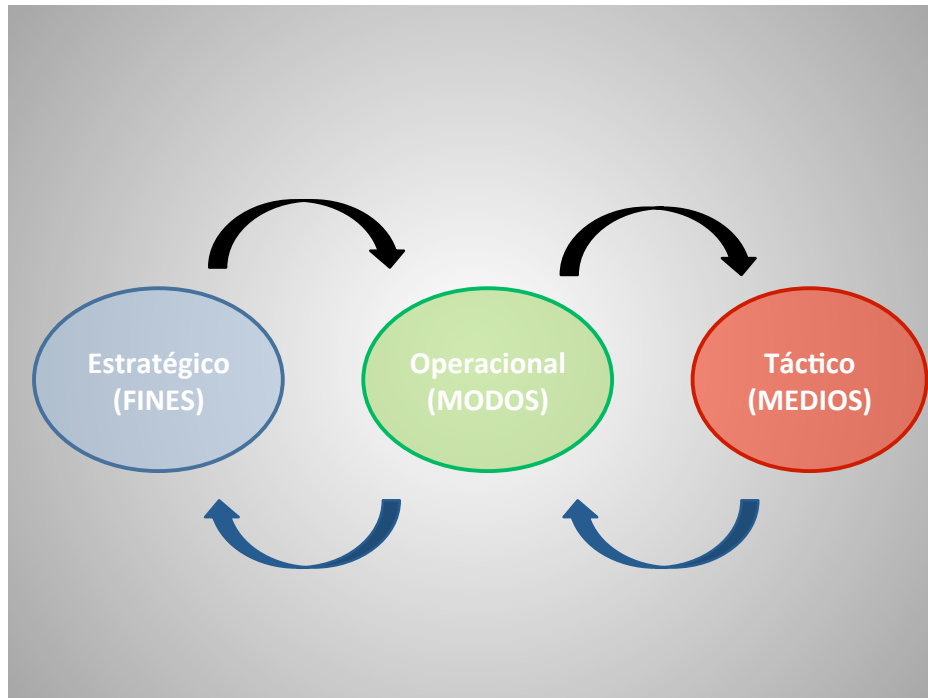 Estratégico
(FINES)
Operacional
(MODOS)
Táctico
(MEDIOS)